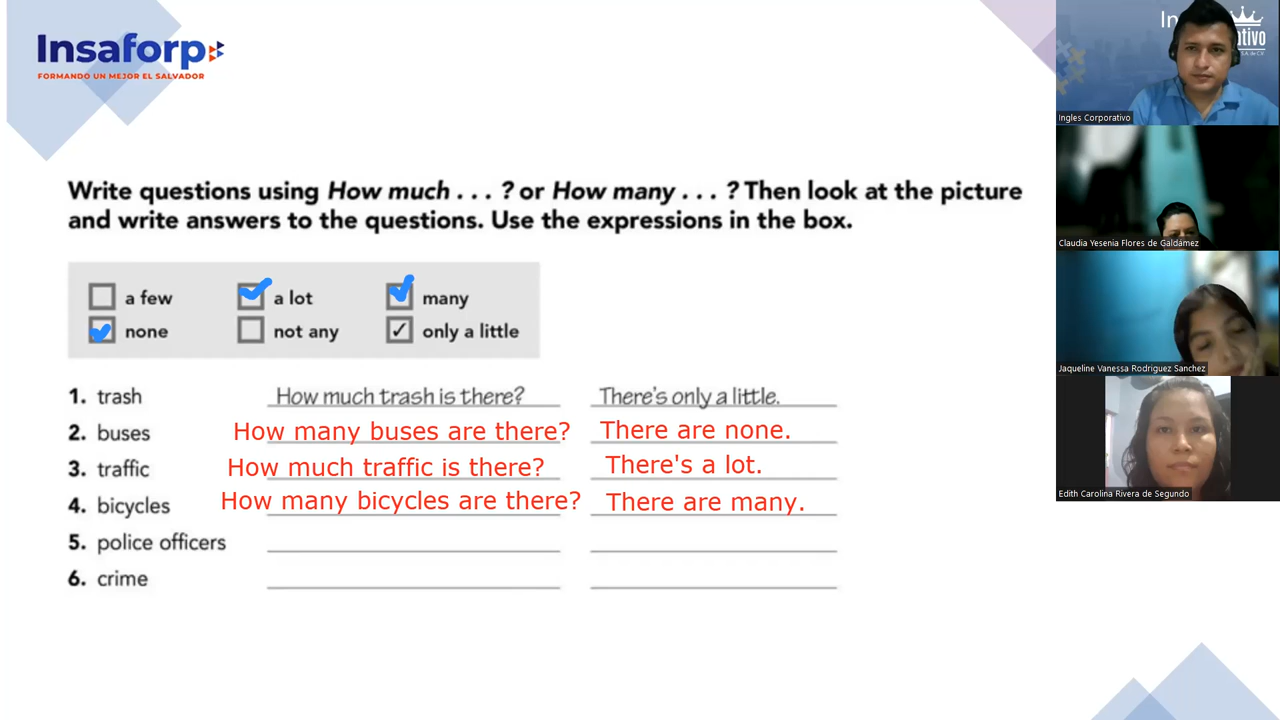 Insaforp
FORMANDO UN MEJOR EL SALVADOR
Write questions using How much . . . ? or How many . . . ? Then look at the picture
and write answers to the questions. Use the expressions in the box.
a few a lot many
none not any only a little
1. trash How much trash is there? There's only a little.
2. buses How many buses are there? There are none.
3. traffic How much traffic is there? There's a lot.
4. bicycles How many bicycles are there? There are many.
5. police officers
6. crime
In
ativo
S.A. de C.V.
Ingles Corporativo
Claudia Yesenia Flores de Galdámez
Jaqueline Vanessa Rodriguez Sanchez
Edith Carolina Rivera de Segundo